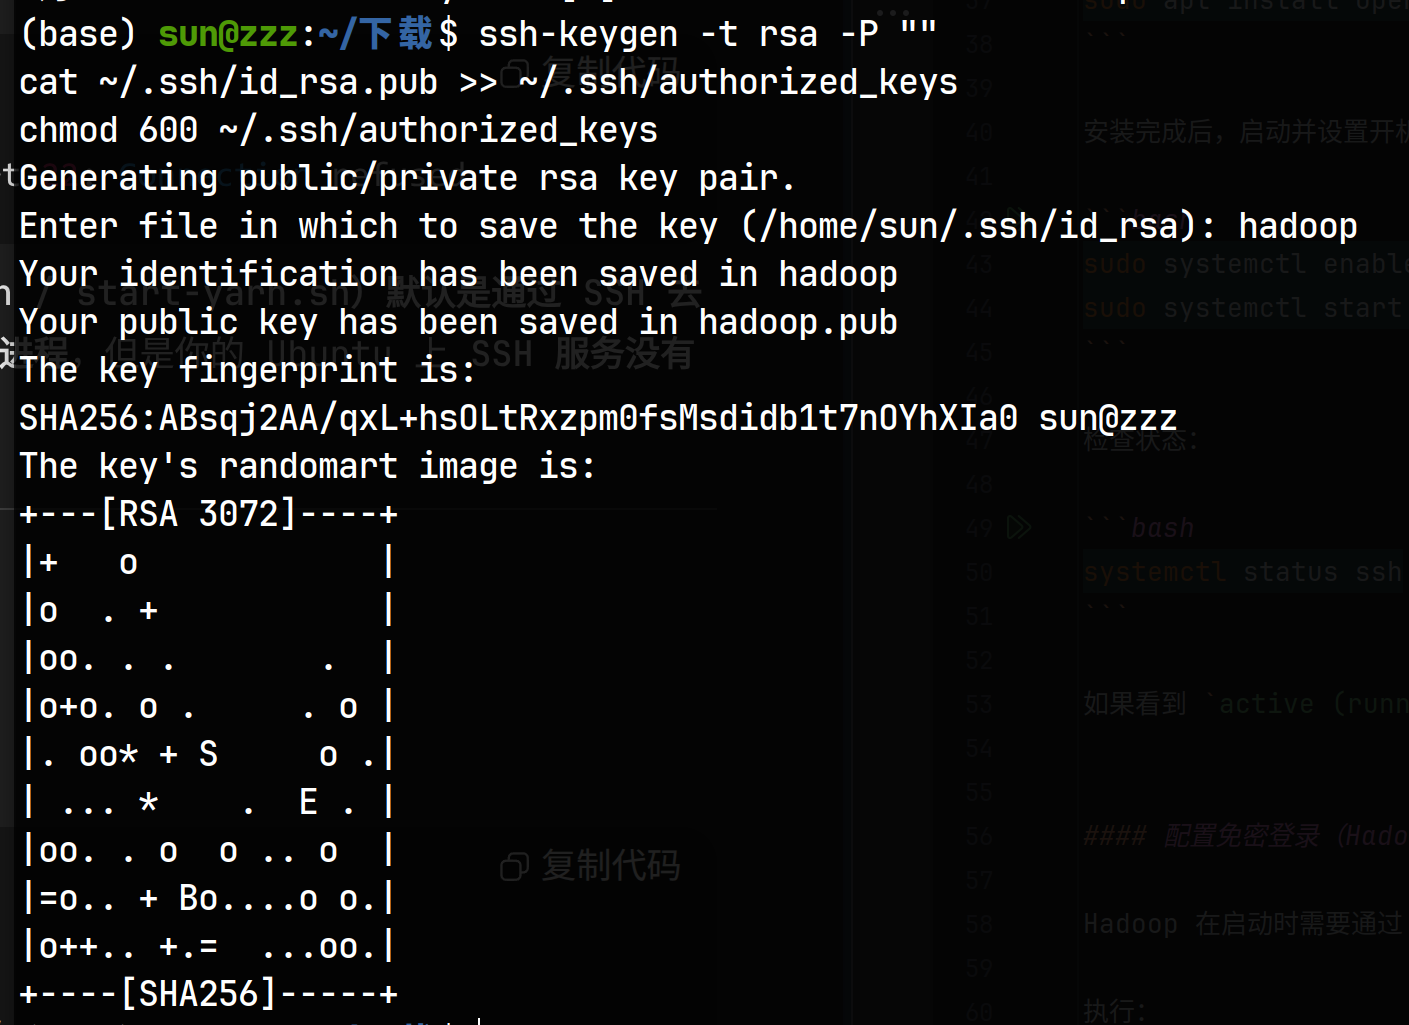 (base) sun@zzz:~/下载$ ssh-keygen -t rsa -P ""
cat ~/.ssh/id_rsa.pub >> ~/.ssh/authorized_keys
chmod 600 ~/.ssh/authorized_keys
Generating public/private rsa key pair.
Enter file in which to save the key (/home/sun/.ssh/id_rsa): hadoop
Your identification has been saved in hadoop
Your public key has been saved in hadoop.pub
The key fingerprint is:
SHA256:ABsqj2AA/qxL+hsOLtRxzpm0fsMsdidb1t7nOYhXIa0 sun@zzz
The key's randomart image is:
+---[RSA 3072]----+
|+   o            |
|o  . +           |
|oo. . .       .  |
|o+o. o .     . o |
|. oo* + S     o .|
| ... *    .  E . |
|oo. . o  o .. o  |
|=o.. + Bo....o o.|
|o++.. +.=  ...oo.|
+----[SHA256]-----+
复制代码
start-yarn.sh) 默认是通过 SSH 去
进程，但是你的 Ubuntu 上 SSH 服务没有
复制代码
38 ```
39
40 安装完成后，启动并设置开机
41
43 sudo systemctl enable
44 sudo systemctl start
45 ```
46
47 检查状态：
48
49 ```bash
50 systemctl status ssh
51 ```
52
53 如果看到 `active (runn
54
55
56 #### 配置免密登录（Hado
57
58 Hadoop 在启动时需要通过
59
60 执行：